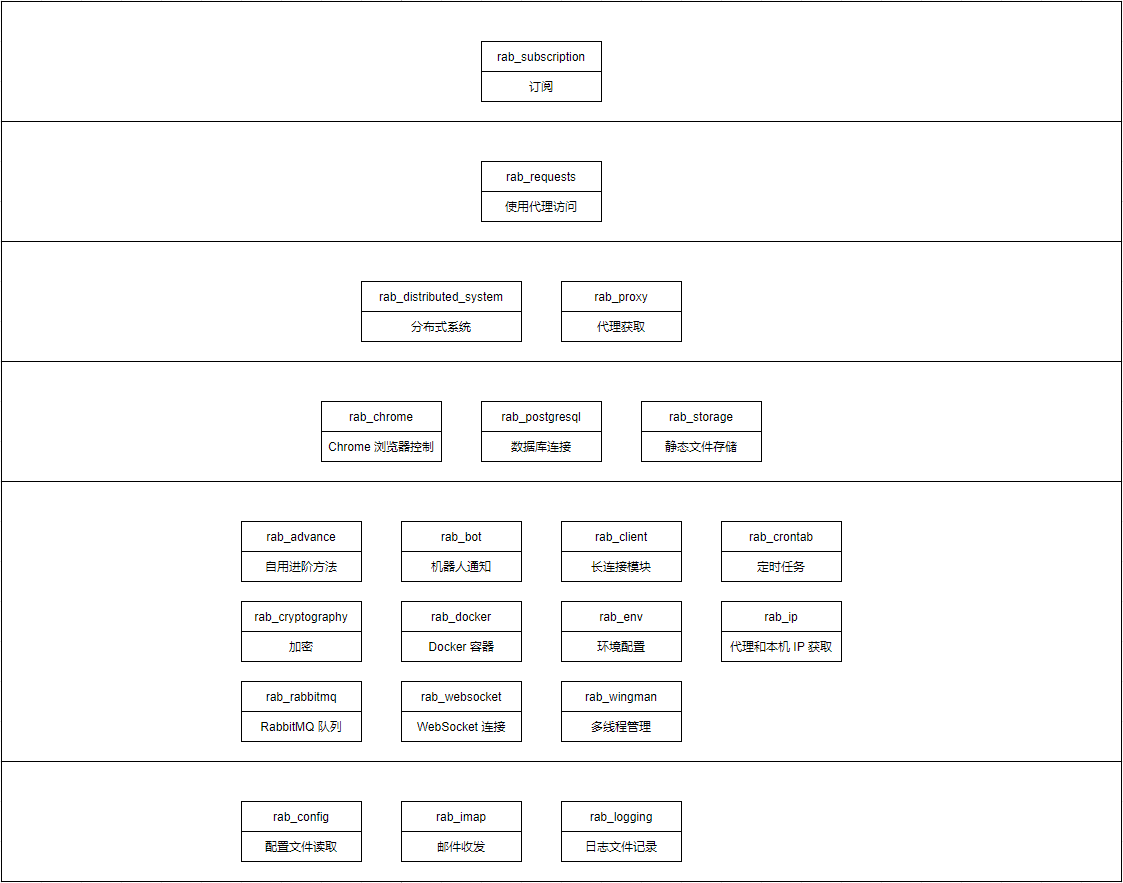 rab_subscription
订阅
rab_requests
使用代理访问
rab_distributed_system
分布式系统
rab_proxy
代理获取
rab_chrome
Chrome 浏览器控制
rab_postgresql
数据库连接
rab_storage
静态文件存储
rab_advance
自用进阶方法
rab_bot
机器人通知
rab_client
长连接模块
rab_crontab
定时任务
rab_cryptography
加密
rab_docker
Docker 容器
rab_env
环境配置
rab_ip
代理和本机 IP 获取
rab_rabbitmq
RabbitMQ 队列
rab_websocket
WebSocket 连接
rab_wingman
多线程管理
rab_config
配置文件读取
rab_imap
邮件收发
rab_logging
日志文件记录